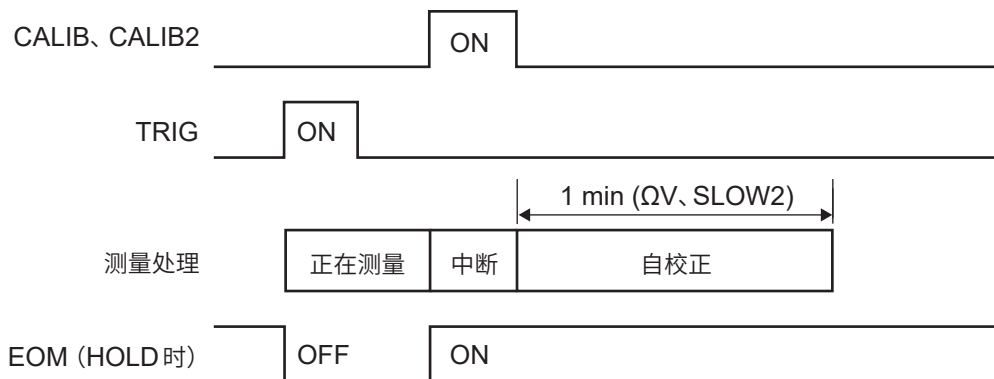 CALIB、CALIB2
ON
TRIG
ON
1 min (ΩV、SLOW2)
测量处理
正在测量
中断
自校正
EOM（HOLD时）
OFF
ON